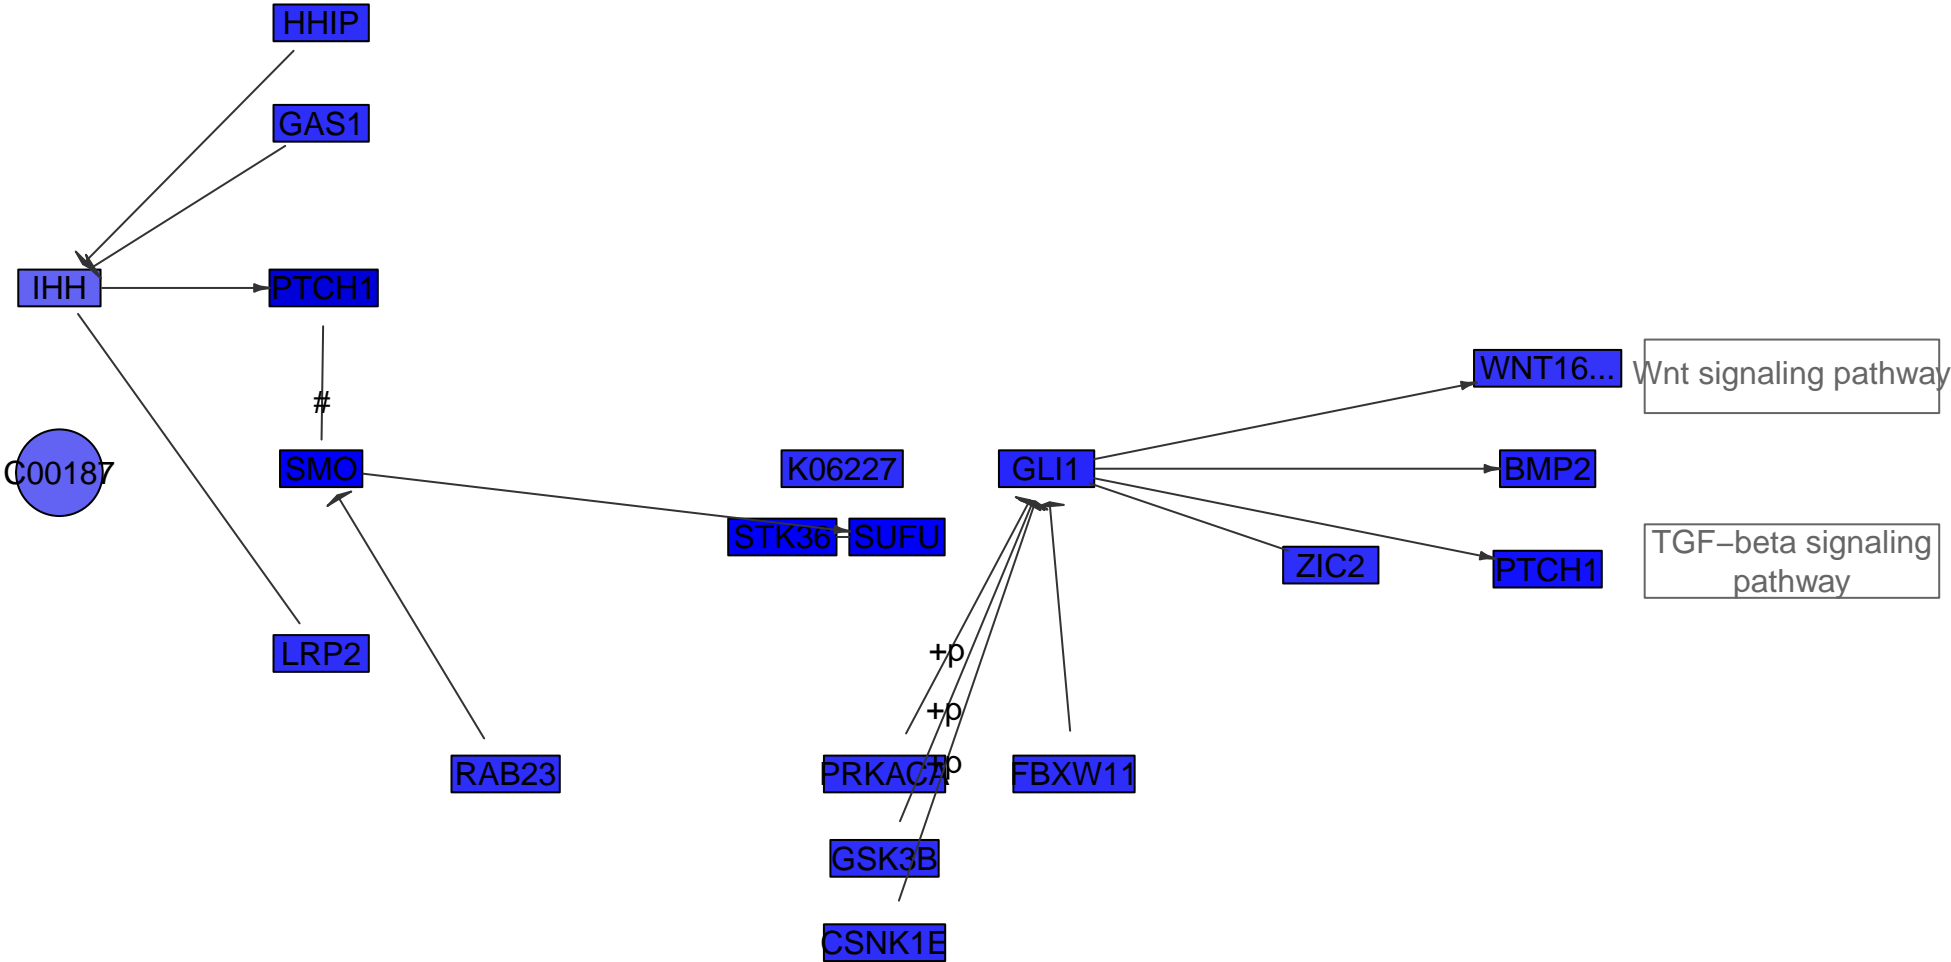 HHIP
GAS1
IHH
PTCH1
WNT16...
Wnt signaling pathway
#
C00187
SMO
K06227
GLI1
BMP2
STK36
SUFU
ZIC2
PTCH1
TGF−beta signaling
pathway
LRP2
+p
+p
+p
RAB23
PRKACA
FBXW11
GSK3B
CSNK1E